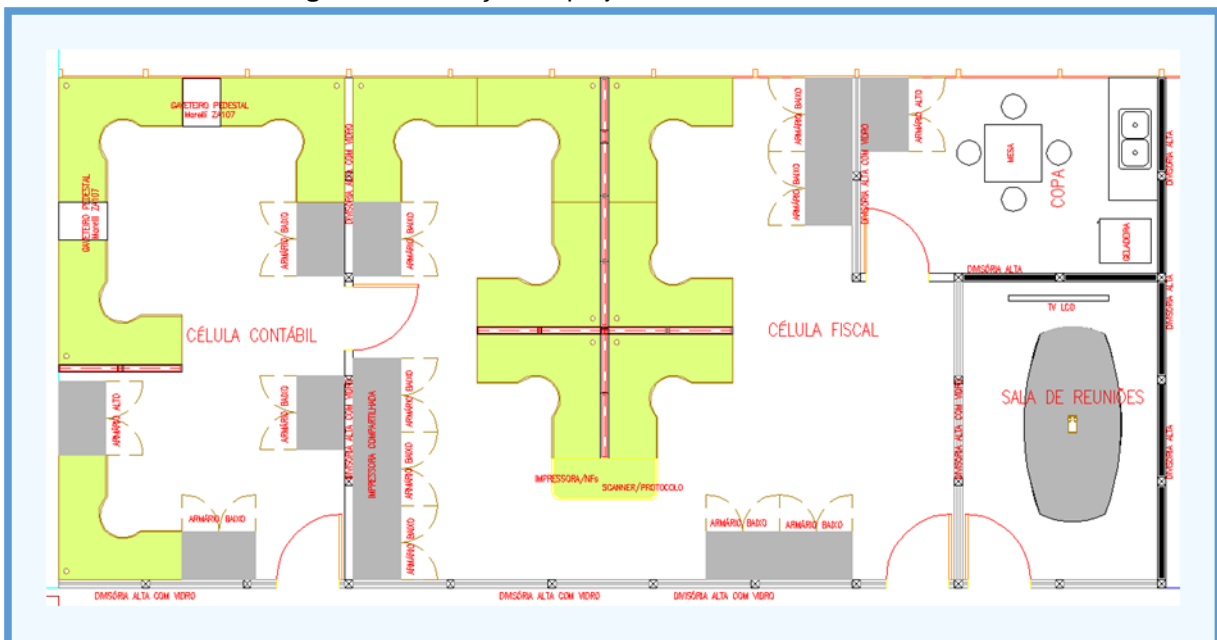 GAVETEIRO PEDESTAL
Morelli ZA107
GAVETEIRO PEDESTAL
Morelli ZA107
ARMÁRIO BAIXO
DIVISÓRIA ALTA COM VIDRO
ARMÁRIO BAIXO
CÉLULA CONTÁBIL
ARMÁRIO ALTO
ARMÁRIO BAIXO
DIVISÓRIA ALTA COM VIDRO
IMPRESSORA COMPARTILHADA
ARMÁRIO BAIXO
ARMÁRIO BAIXO
ARMÁRIO BAIXO
ARMÁRIO BAIXO
IMPRESSORA/NFs
SCANNER/PROTOCOLO
CÉLULA FISCAL
ARMÁRIO BAIXO
ARMÁRIO BAIXO
DIVISÓRIA ALTA COM VIDRO
ARMÁRIO ALTO
MESA
COPA
GELADEIRA
DIVISÓRIA ALTA
DIVISÓRIA ALTA
DIVISÓRIA ALTA
TV LCD
SALA DE REUNIÕES
DIVISÓRIA ALTA COM VIDRO
DIVISÓRIA ALTA
ARMÁRIO BAIXO
ARMÁRIO BAIXO
DIVISÓRIA ALTA COM VIDRO
DIVISÓRIA ALTA COM VIDRO
DIVISÓRIA ALTA COM VIDRO